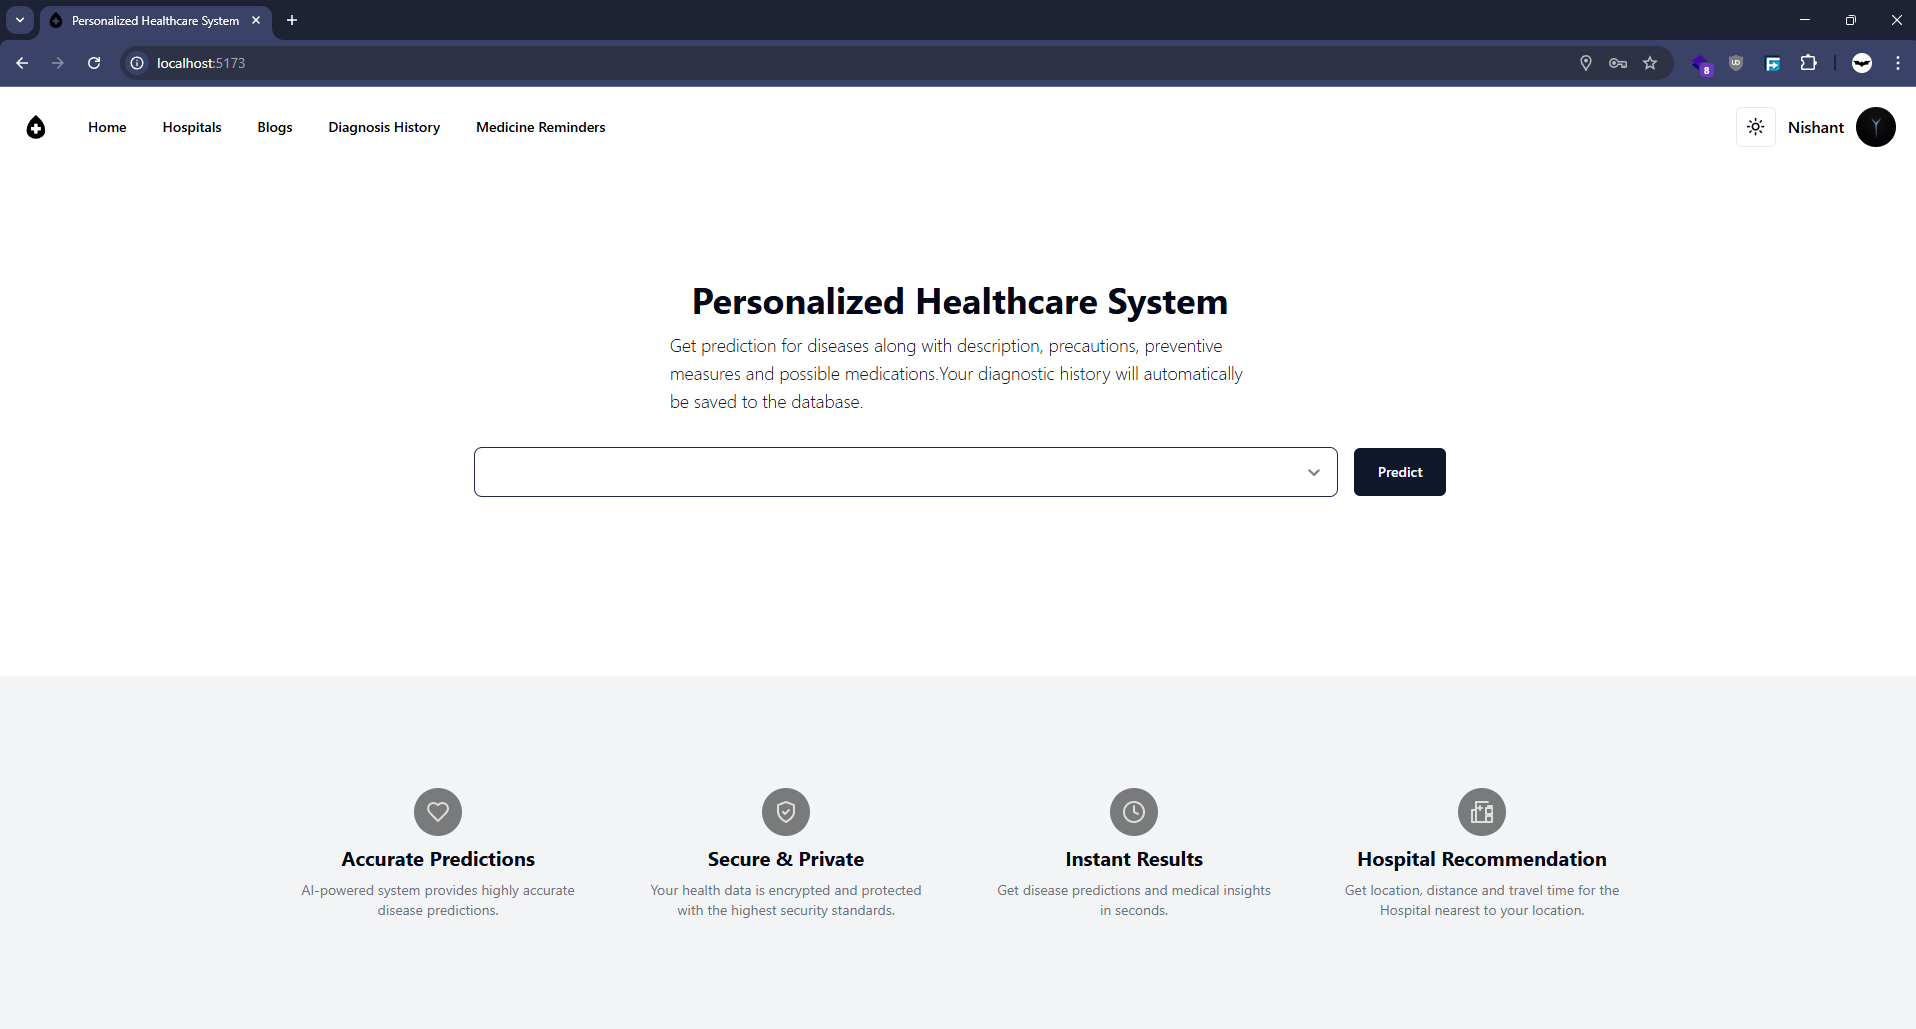 Personalized Healthcare System
localhost:5173
8
Home Hospitals Blogs Diagnosis History Medicine Reminders Nishant
Personalized Healthcare System
Get prediction for diseases along with description, precautions, preventive
measures and possible medications.Your diagnostic history will automatically
be saved to the database.
Predict
Accurate Predictions
AI-powered system provides highly accurate
disease predictions.
Secure & Private
Your health data is encrypted and protected
with the highest security standards.
Instant Results
Get disease predictions and medical insights
in seconds.
Hospital Recommendation
Get location, distance and travel time for the
Hospital nearest to your location.